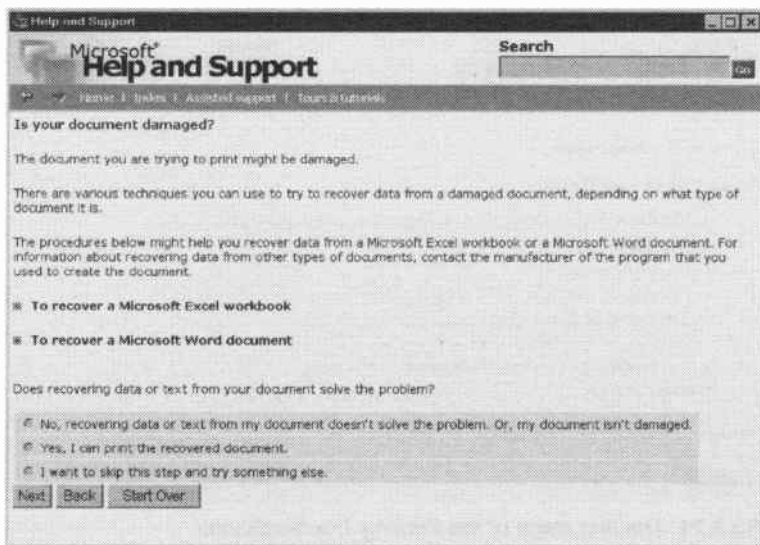 Help and Support
Microsoft®
Help and Support
Search
Go
Home | Index | Assisted support | Tours & tutorials
Is your document damaged?
The document you are trying to print might be damaged.
There are various techniques you can use to try to recover data from a damaged document, depending on what type of
document it is.
The procedures below might help you recover data from a Microsoft Excel workbook or a Microsoft Word document. For
information about recovering data from other types of documents, contact the manufacturer of the program that you
used to create the document.
To recover a Microsoft Excel workbook
To recover a Microsoft Word document
Does recovering data or text from your document solve the problem?
No, recovering data or text from my document doesn't solve the problem. Or, my document isn't damaged.
Yes, I can print the recovered document.
I want to skip this step and try something else.
Next Back Start Over